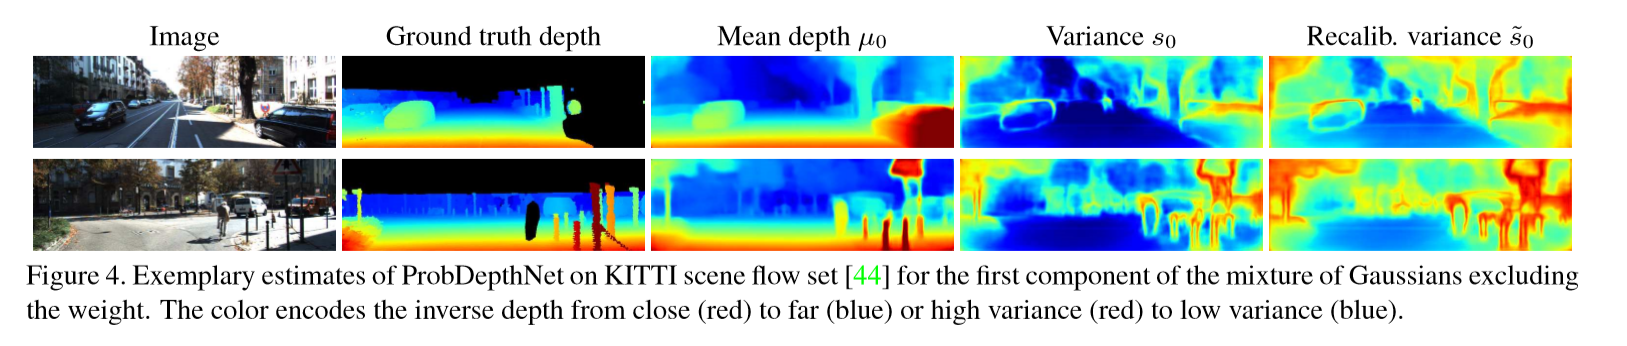 Image Ground truth depth Mean depth μ₀ Variance s₀ Recalib. variance s̃₀
Figure 4. Exemplary estimates of ProbDepthNet on KITTI scene flow set [44] for the first component of the mixture of Gaussians excluding
the weight. The color encodes the inverse depth from close (red) to far (blue) or high variance (red) to low variance (blue).